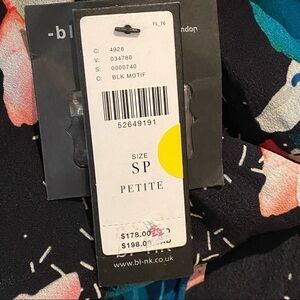 -bl
ndon
FL_76
C: 4926
V: 034780
S: 0000740
C: BLK MOTIF
52649191
SIZE
SP
PETITE
$178.00
$198.00
www.bl-nk.co.uk